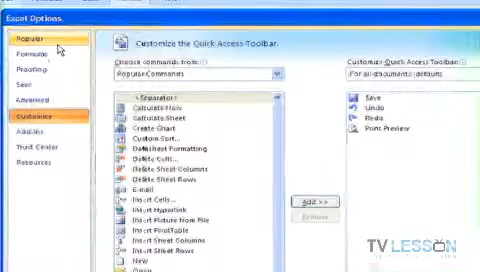 Excel Options
Popular
Formulas
Proofing
Save
Advanced
Customize
Add-Ins
Trust Center
Resources
Customize the Quick Access Toolbar.
Choose commands from:
Popular Commands
<Separator>
Calculate Now
Calculate Sheet
Create Chart
Custom Sort...
Datasheet Formatting
Delete Cells...
Delete Sheet Columns
Delete Sheet Rows
E-mail
Insert Cells...
Insert Hyperlink
Insert Picture from File
Insert PivotTable
Insert Sheet Columns
Insert Sheet Rows
New
Open
Add >>
Remove
Customize Quick Access Toolbar:
For all documents (default)
Save
Undo
Redo
Print Preview
TV LESSON